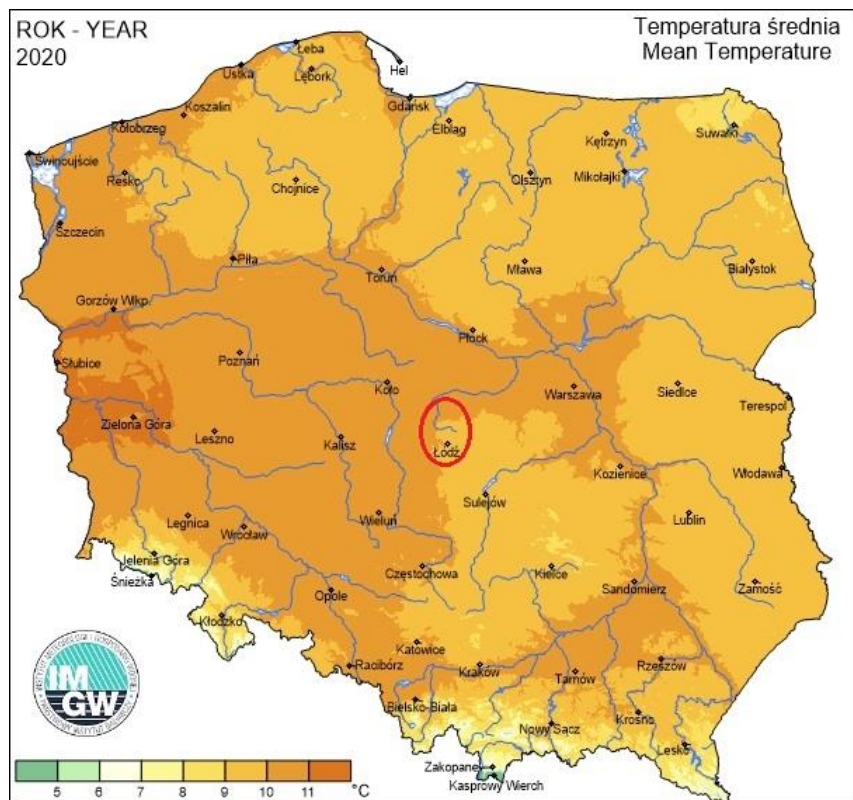 ROK - YEAR
2020
Temperatura średnia
Mean Temperature
Łeba
Hel
Ustka
Lębork
Gdańsk
Koszalin
Elbląg
Kołobrzeg
Kętrzyn
Suwałki
Świnoujście
Resko
Chojnice
Olsztyn
Mikołajki
Szczecin
Piła
Toruń
Mława
Białystok
Gorzów Wlkp.
Płock
Słubice
Poznań
Koło
Warszawa
Siedlce
Terespol
Zielona Góra
Leszno
Kalisz
Łódź
Kozienice
Włodawa
Sulejów
Legnica
Wrocław
Wieluń
Lublin
Jelenia Góra
Śnieżka
Częstochowa
Kielce
Sandomierz
Zamość
Opole
Kłodzko
Katowice
Racibórz
Kraków
Tarnów
Rzeszów
Bielsko-Biała
Nowy Sącz
Krosno
Lesko
Zakopane
Kasprowy Wierch
IM
GW
5 6 7 8 9 10 11 °C